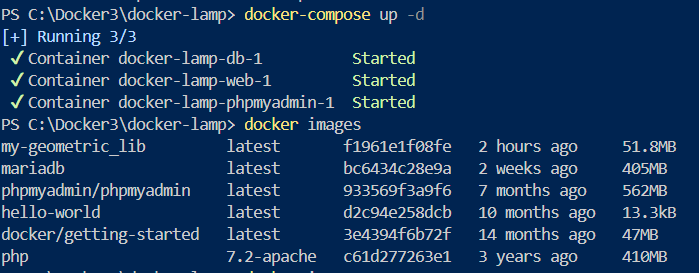 PS C:\Docker3\docker-lamp> docker-compose up -d
[+] Running 3/3
✔ Container docker-lamp-db-1 Started
✔ Container docker-lamp-web-1 Started
✔ Container docker-lamp-phpmyadmin-1 Started
PS C:\Docker3\docker-lamp> docker images
my-geometric_lib latest f1961e1f08fe 2 hours ago 51.8MB
mariadb latest bc6434c28e9a 2 weeks ago 405MB
phpmyadmin/phpmyadmin latest 933569f3a9f6 7 months ago 562MB
hello-world latest d2c94e258dcb 10 months ago 13.3kB
docker/getting-started latest 3e4394f6b72f 14 months ago 47MB
php 7.2-apache c61d277263e1 3 years ago 410MB